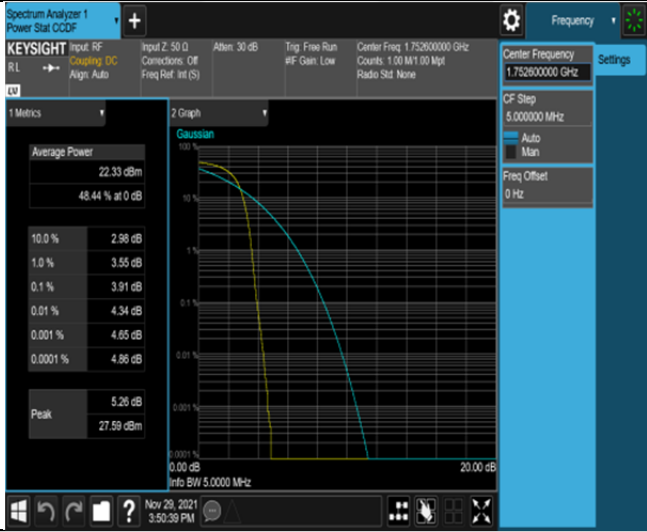 Spectrum Analyzer 1
Power Stat CCDF
Frequency
KEYSIGHT
RL
LV
Input: RF
Coupling: DC
Align: Auto
Input Z: 50 Ω
Corrections: Off
Freq Ref: Int (S)
Atten: 30 dB
Trig: Free Run
#IF Gain: Low
Center Freq: 1.752600000 GHz
Counts: 1.00 M/1.00 Mpt
Radio Std: None
Center Frequency
1.752600000 GHz
Settings
CF Step
5.000000 MHz
Auto
Man
Freq Offset
0 Hz
1 Metrics
Average Power
22.33 dBm
48.44 % at 0 dB
10.0 % 2.98 dB
1.0 % 3.55 dB
0.1 % 3.91 dB
0.01 % 4.34 dB
0.001 % 4.65 dB
0.0001 % 4.86 dB
Peak
5.26 dB
27.59 dBm
2 Graph
Gaussian
100 %
10 %
1 %
0.1 %
0.01 %
0.001 %
0.0001 %
0.00 dB 20.00 dB
Info BW 5.0000 MHz
?
Nov 29, 2021
3:50:39 PM